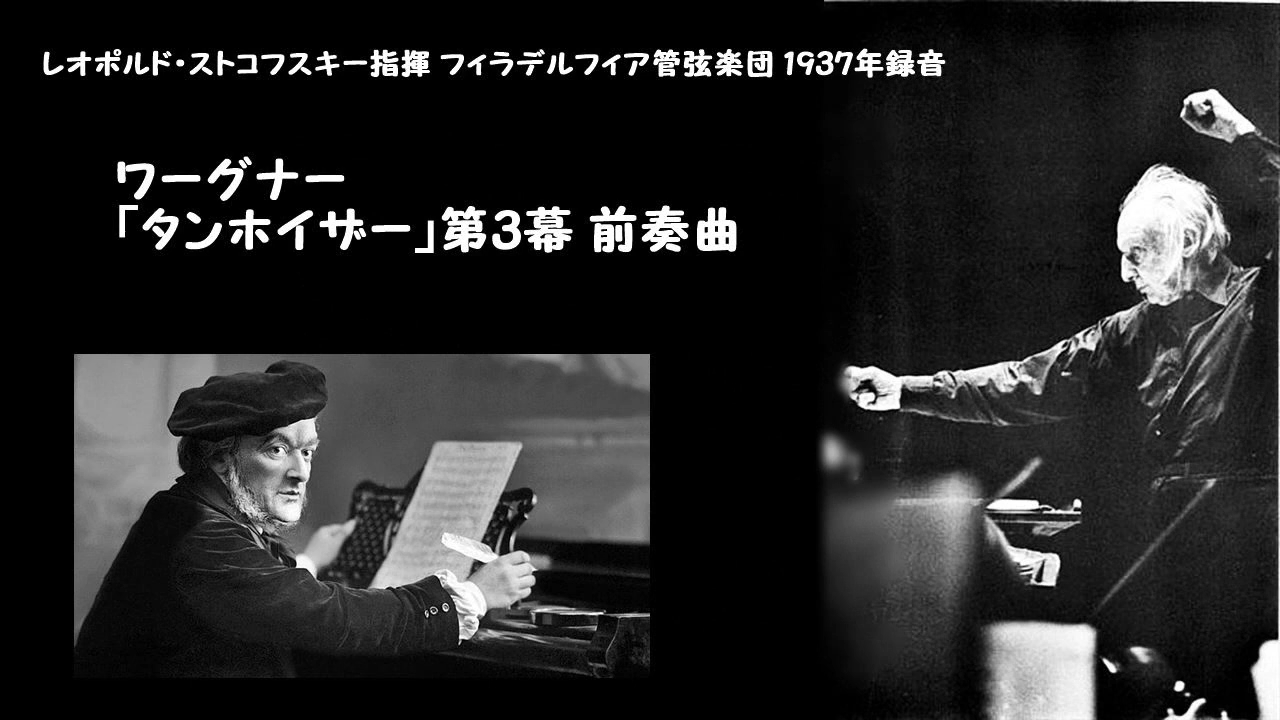 レオポルド・ストコフスキー指揮 フィラデルフィア管弦楽団 1937年録音
ワーグナー
「タンホイザー」第3幕 前奏曲